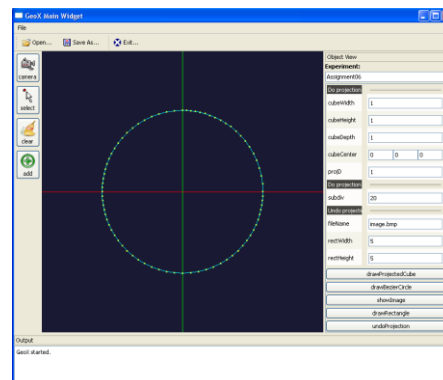 GeoX Main Widget
File
Open... Save As... Exit...
camera
select
clear
add
Object View
Experiment:
Assignment06
Do projection
cubeWidth 1
cubeHeight 1
cubeDepth 1
cubeCenter 0 0 0
projD 1
Do projection
subdiv 20
Undo projecti
fileName image.bmp
rectWidth 5
rectHeight 5
drawProjectedCube
drawBezierCircle
showImage
drawRectangle
undoProjection
Output
GeoX started.